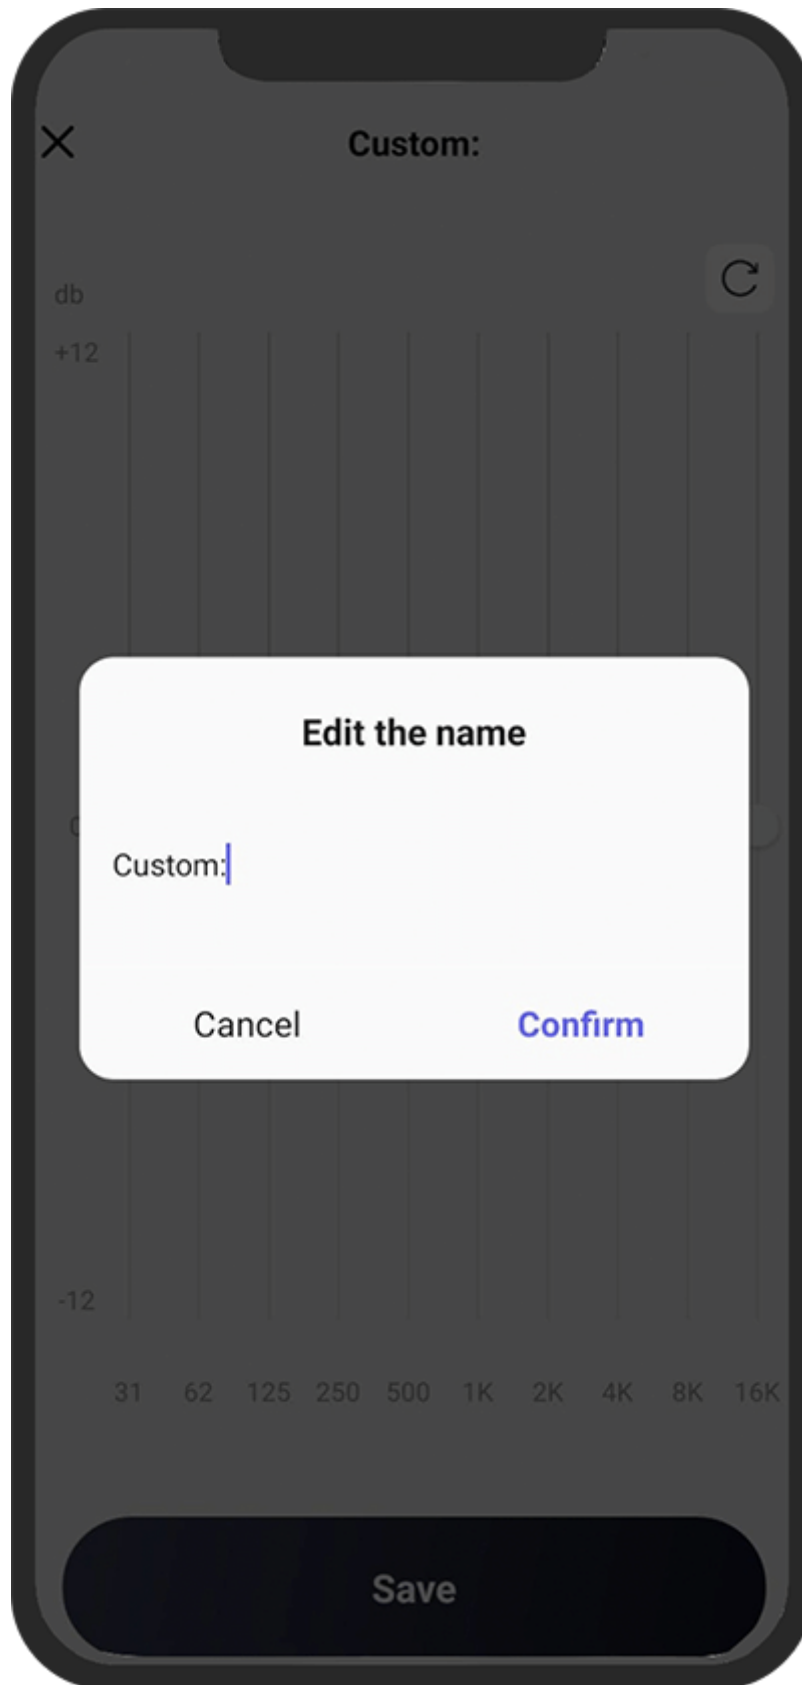 Custom:
db
+12
Edit the name
0
Custom:
Cancel Confirm
-12
31 62 125 250 500 1K 2K 4K 8K 16K
Save